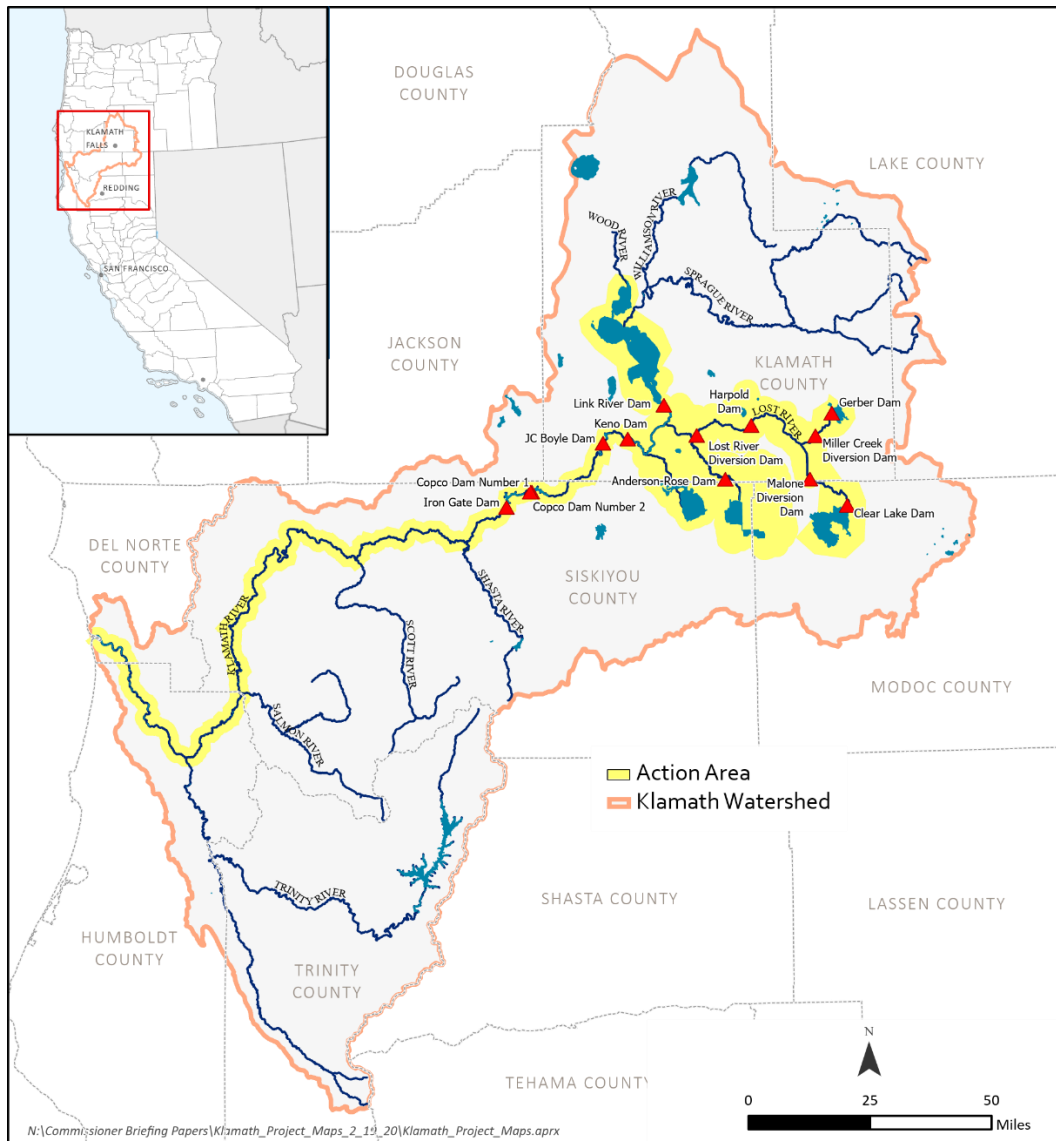 KLAMATH
FALLS
REDDING
SAN FRANCISCO
DOUGLAS
COUNTY
LAKE COUNTY
WOOD
RIVER
WILLIAMSON RIVER
SPRAGUE RIVER
JACKSON
COUNTY
KLAMATH
COUNTY
Link River Dam
Harpold
Dam
LOST RIVER
Gerber Dam
Keno Dam
JC Boyle Dam
Lost River
Diversion Dam
Miller Creek
Diversion Dam
Copco Dam Number 1
Anderson-Rose Dam
Malone
Diversion
Dam
Iron Gate Dam
Copco Dam Number 2
Clear Lake Dam
DEL NORTE
COUNTY
SISKIYOU
COUNTY
SHASTA RIVER
KLAMATH RIVER
SCOTT RIVER
SALMON RIVER
MODOC COUNTY
Action Area
Klamath Watershed
TRINITY RIVER
SHASTA COUNTY
LASSEN COUNTY
HUMBOLDT
COUNTY
TRINITY
COUNTY
TEHAMA COUNTY
N
0 25 50
Miles
N:\Commissioner Briefing Papers\Klamath_Project_Maps_2_19_20\Klamath_Project_Maps.aprx